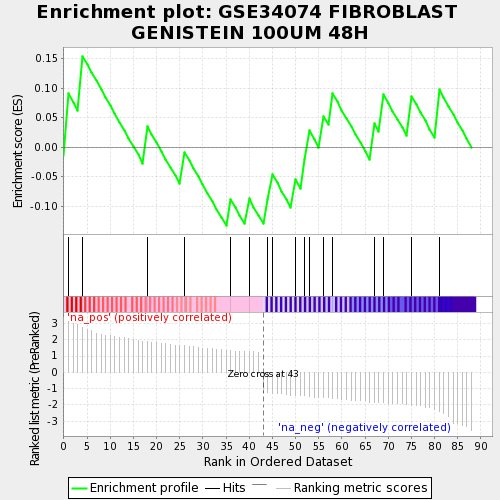 Enrichment plot: GSE34074 FIBROBLAST
GENISTEIN 100UM 48H
Enrichment score (ES)
0.15
0.10
0.05
0.00
-0.05
-0.10
'na_pos' (positively correlated)
Ranked list metric (PreRanked)
3
2
1
0
-1
-2
-3
Zero cross at 43
'na_neg' (negatively correlated)
0 5 10 15 20 25 30 35 40 45 50 55 60 65 70 75 80 85 90
Rank in Ordered Dataset
Enrichment profile Hits Ranking metric scores